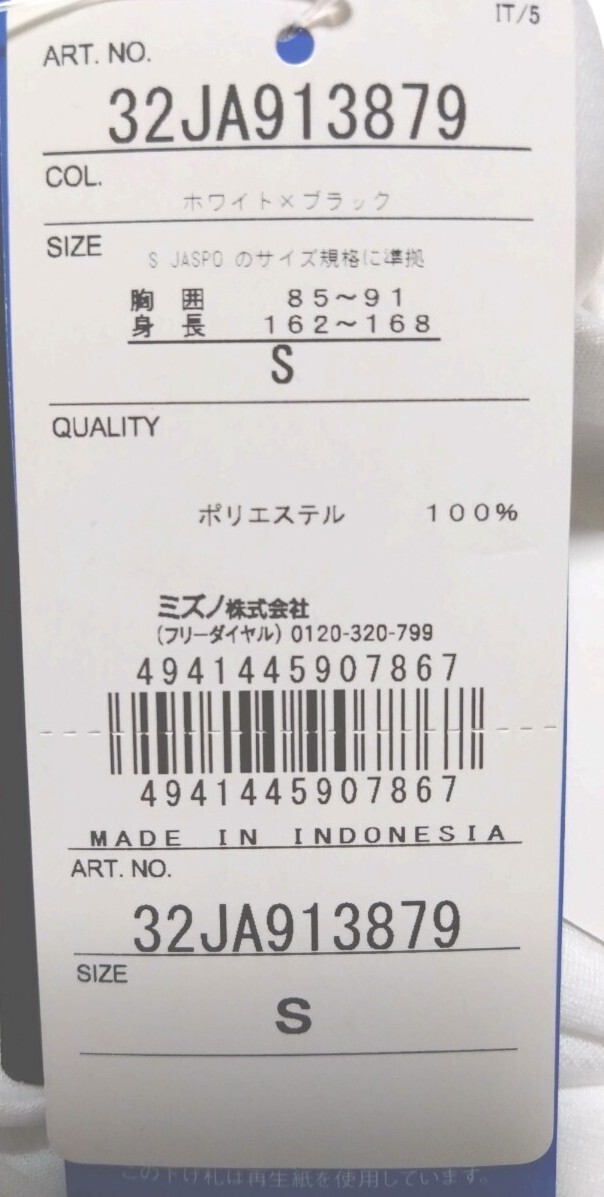 IT/5
ART. NO.
32JA913879
COL.
ホワイト×ブラック
SIZE
S JASPO のサイズ規格に準拠
胸 囲 85〜91
身 長 162〜168
S
QUALITY
ポリエステル 100%
ミズノ株式会社
(フリーダイヤル) 0120-320-799
4941445907867
4941445907867
MADE IN INDONESIA
ART. NO.
32JA913879
SIZE
S
この下げ札は再生紙を使用しています。